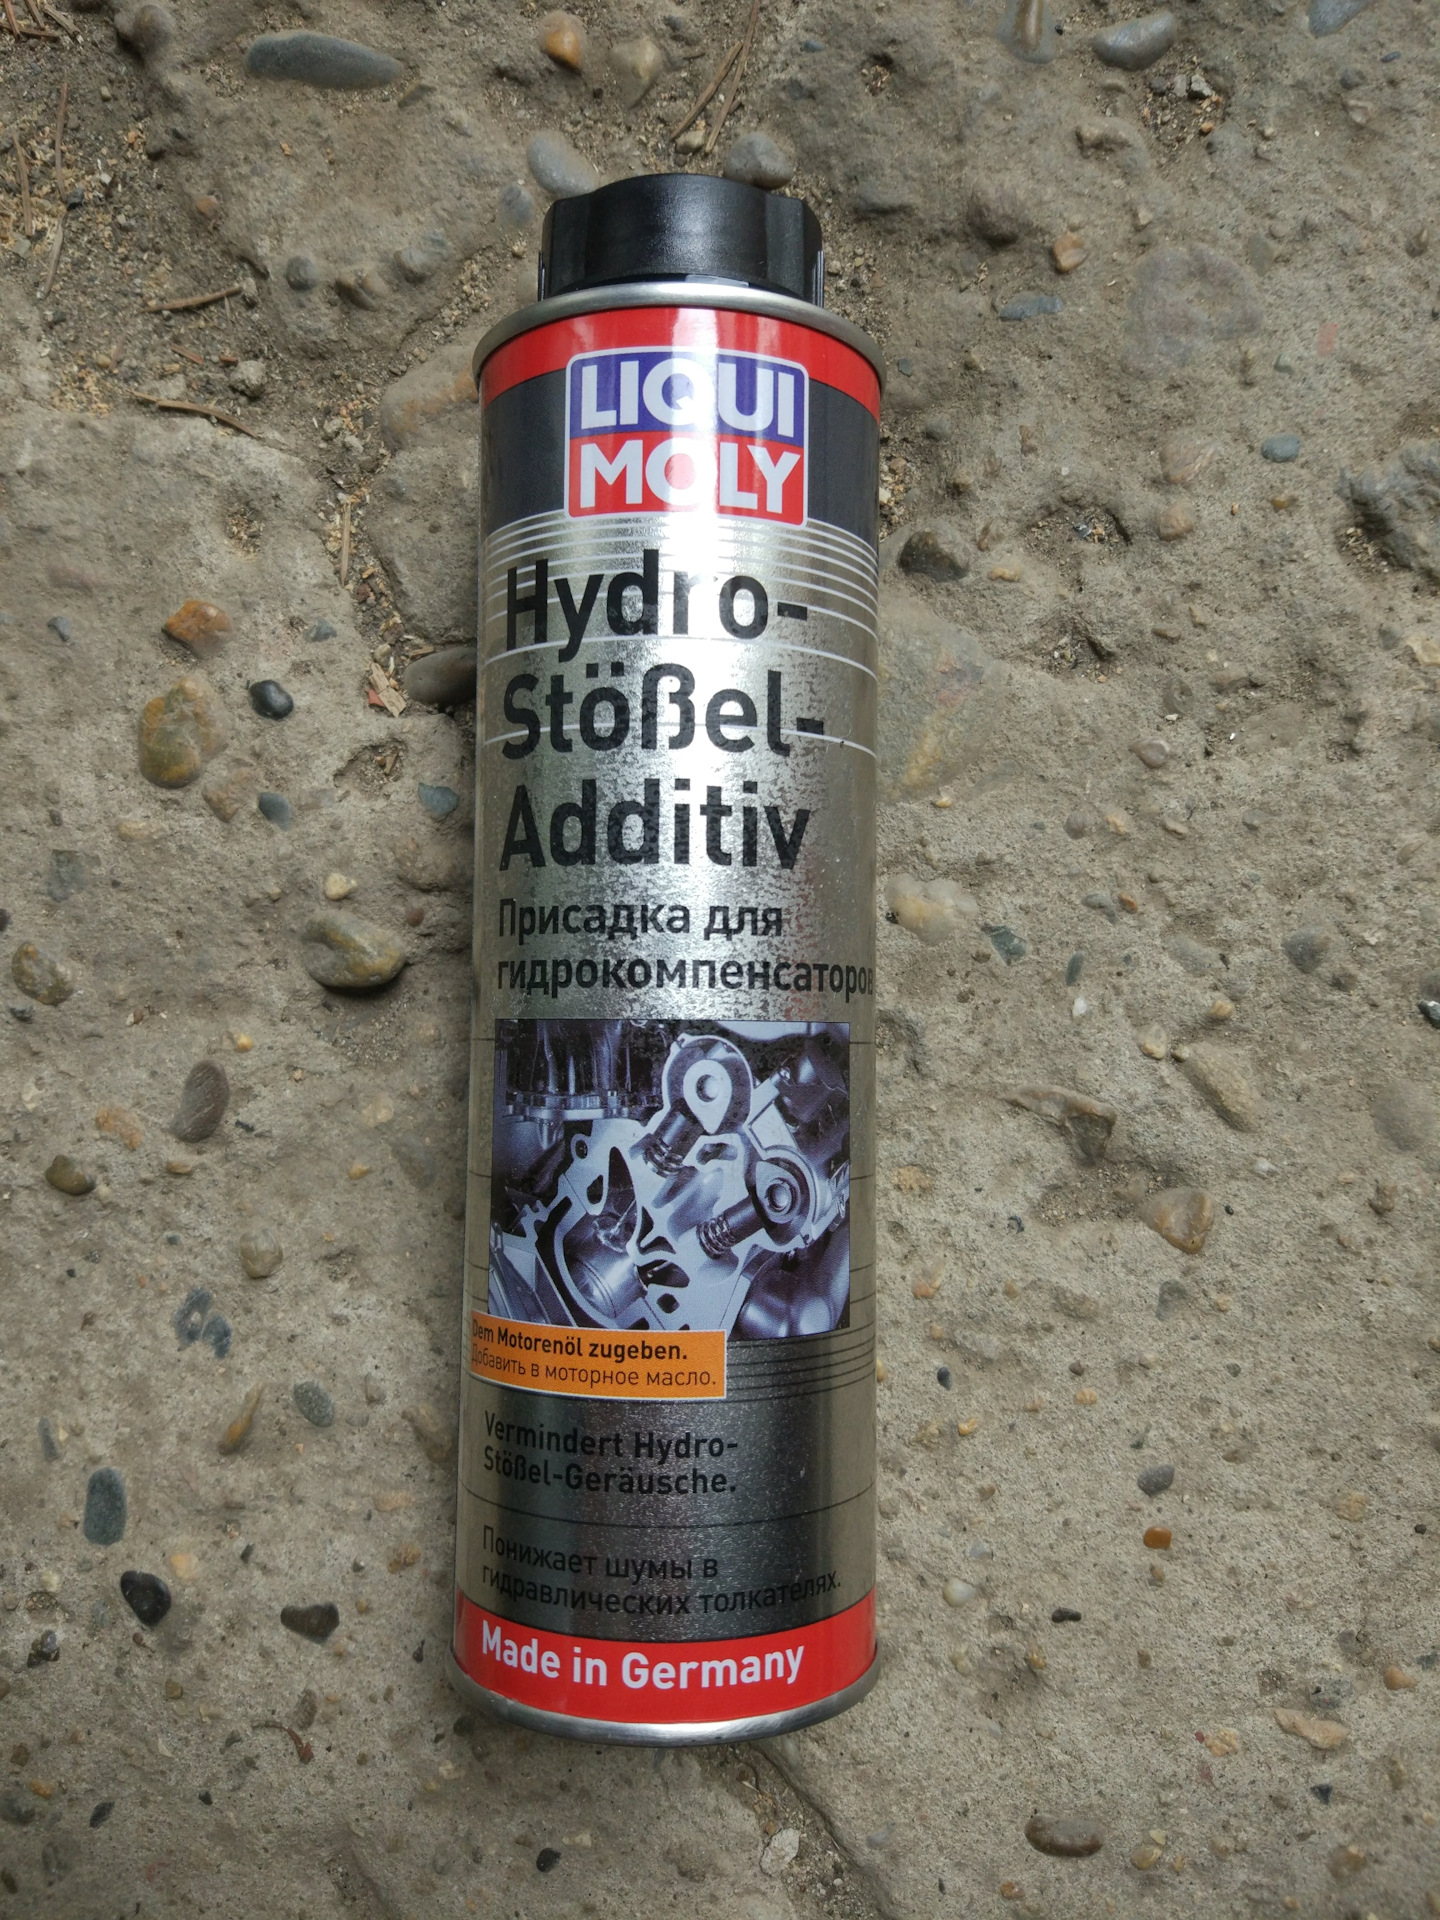 LIQUI
MOLY
Hydro-
Stößel-
Additiv
Присадка для
гидрокомпенсаторов
Dem Motorenöl zugeben.
Добавить в моторное масло.
Vermindert Hydro-
Stößel-Geräusche.
Понижает шумы в
гидравлических толкателях.
Made in Germany